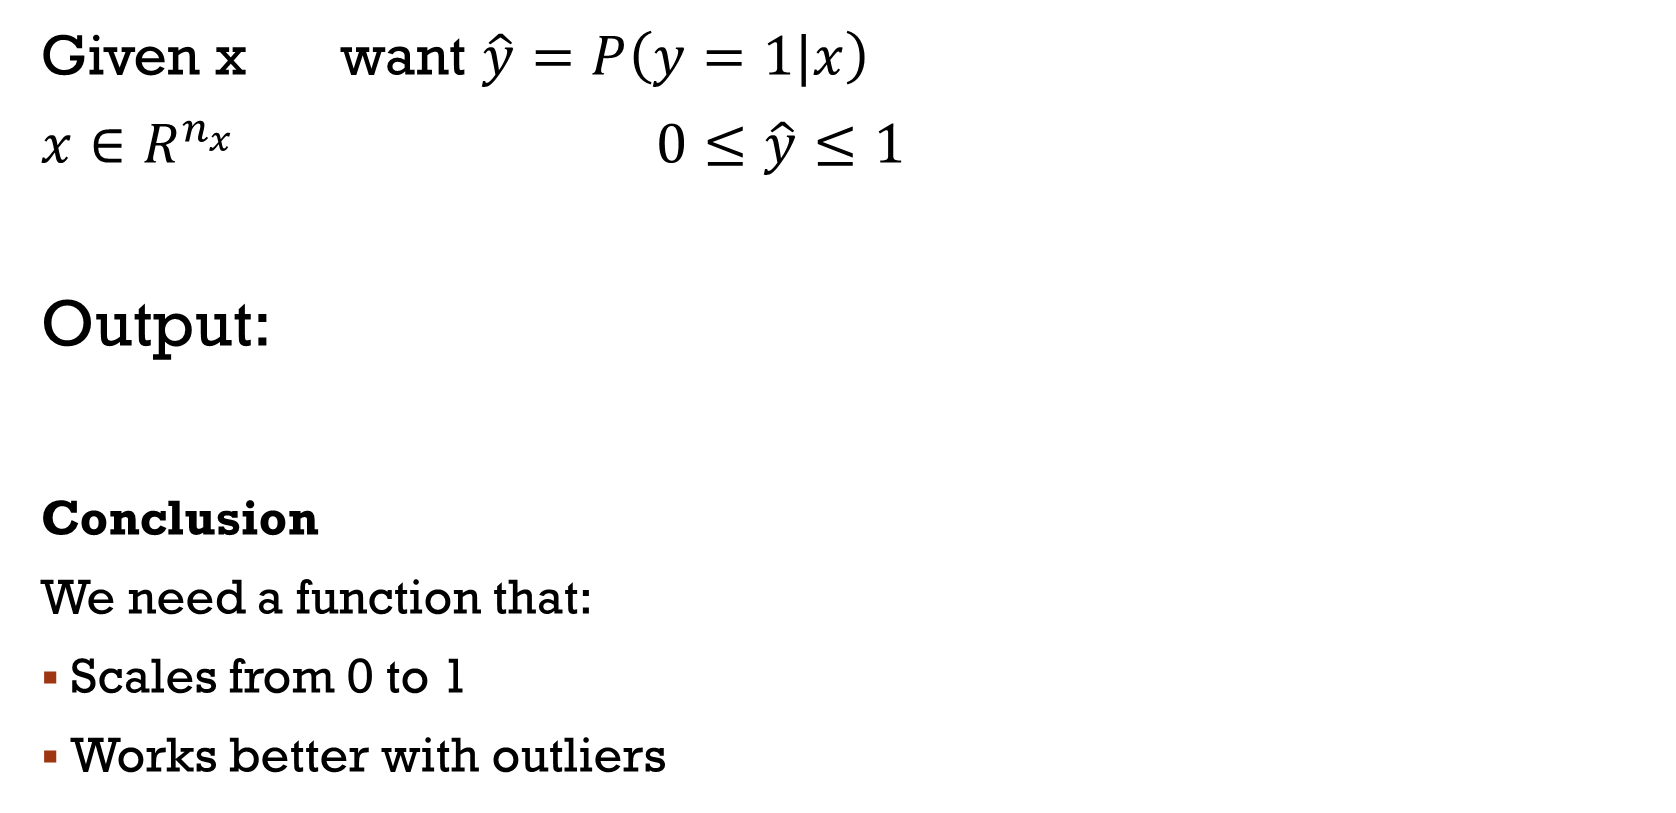 Given x want ŷ = P(y = 1|x)
x ∈ R^{n_x} 0 ≤ ŷ ≤ 1
Output:
Conclusion
We need a function that:
▪ Scales from 0 to 1
▪ Works better with outliers